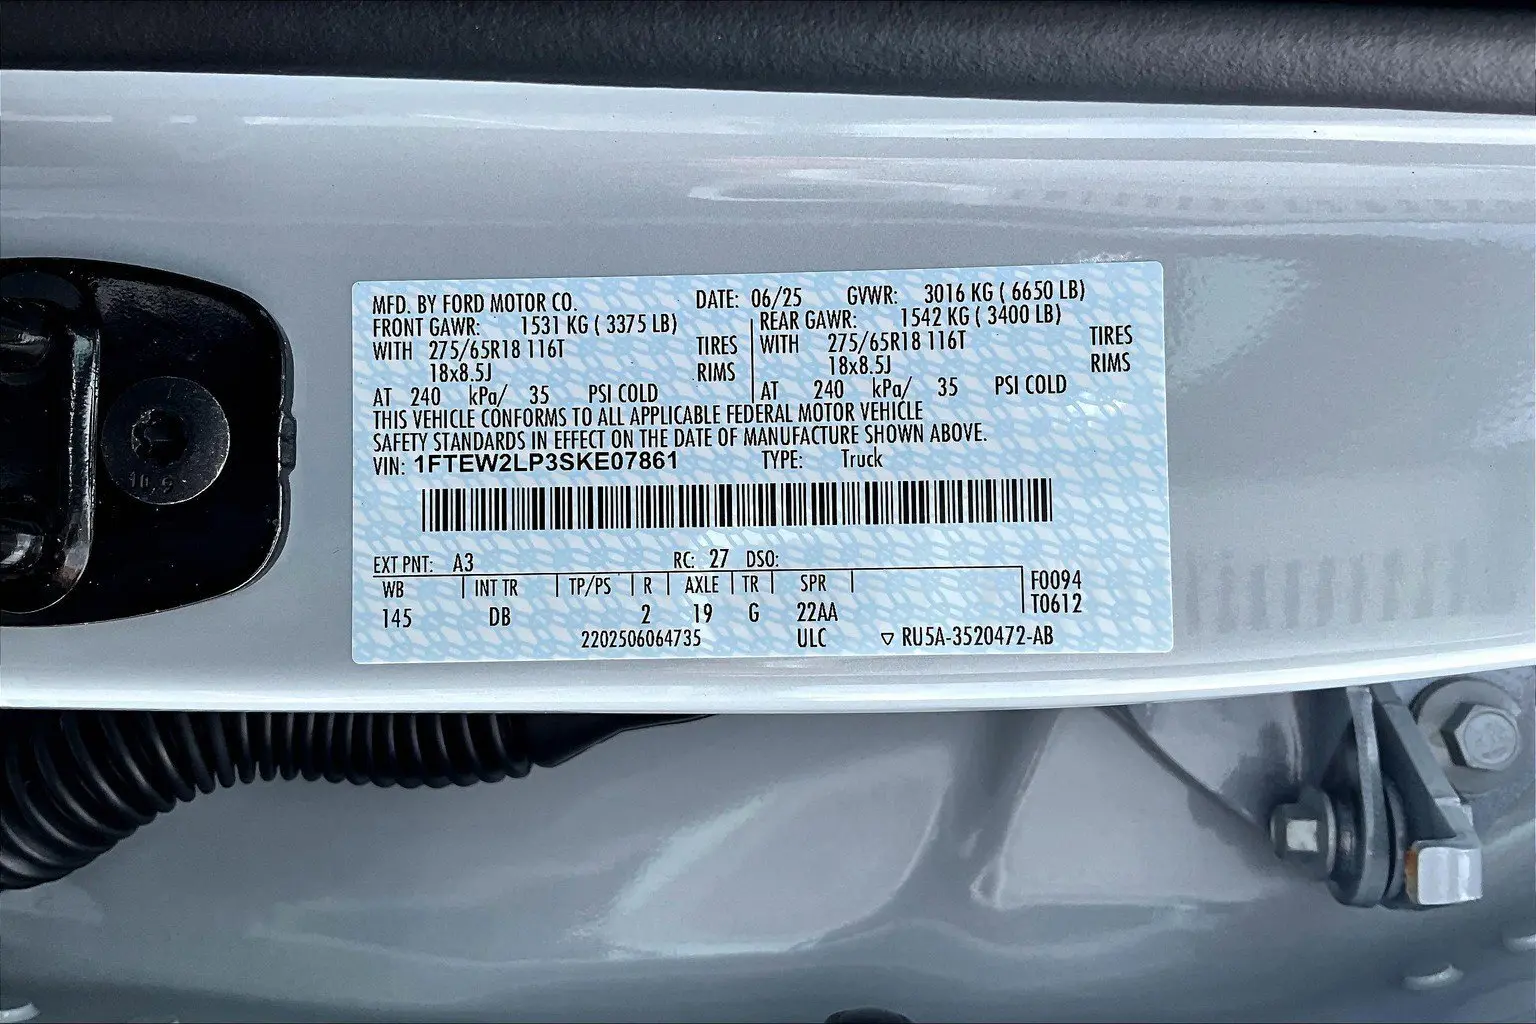 MFD. BY FORD MOTOR CO. DATE: 06/25 GVWR: 3016 KG ( 6650 LB)
FRONT GAWR: 1531 KG ( 3375 LB) REAR GAWR: 1542 KG ( 3400 LB)
WITH 275/65R18 116T TIRES WITH 275/65R18 116T TIRES
18x8.5J RIMS 18x8.5J RIMS
AT 240 kPa/ 35 PSI COLD AT 240 kPa/ 35 PSI COLD
THIS VEHICLE CONFORMS TO ALL APPLICABLE FEDERAL MOTOR VEHICLE
SAFETY STANDARDS IN EFFECT ON THE DATE OF MANUFACTURE SHOWN ABOVE.
VIN: 1FTEW2LP3SKE07861 TYPE: Truck
EXT PNT: A3 RC: 27 DSO:
WB INT TR TP/PS R AXLE TR SPR F0094
145 DB 2 19 G 22AA T0612
2202506064735 ULC ▽ RU5A-3520472-AB